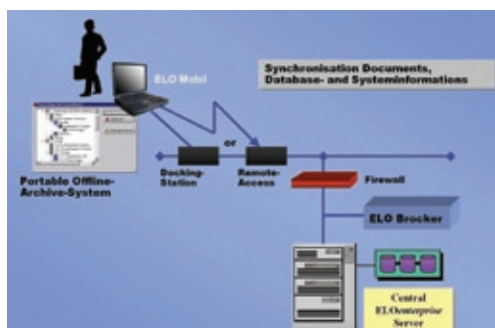 Synchronisation Documents,
Database- and Systeminformations
ELO Mobil
or
Portable Offline-
Archive-System
Docking-
Station
Remote-
Access
Firewall
ELO Brocker
Central
ELOenterprise
Server